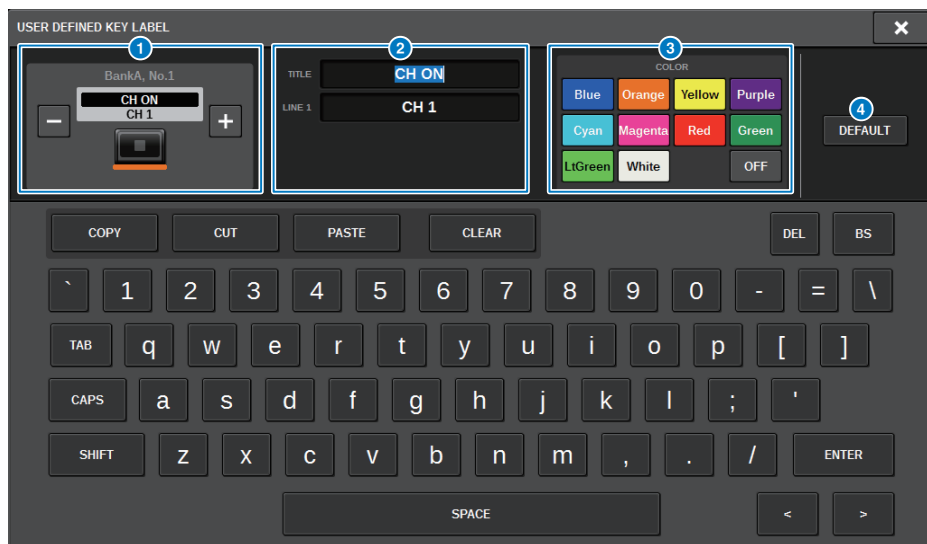 USER DEFINED KEY LABEL ×
1 2 3 4
BankA, No.1
CH ON
CH 1
− +
TITLE CH ON
LINE 1 CH 1
COLOR
Blue Orange Yellow Purple
Cyan Magenta Red Green
LtGreen White OFF
DEFAULT
COPY CUT PASTE CLEAR DEL BS
` 1 2 3 4 5 6 7 8 9 0 - = \
TAB q w e r t y u i o p [ ]
CAPS a s d f g h j k l ; '
SHIFT z x c v b n m , . / ENTER
SPACE < >